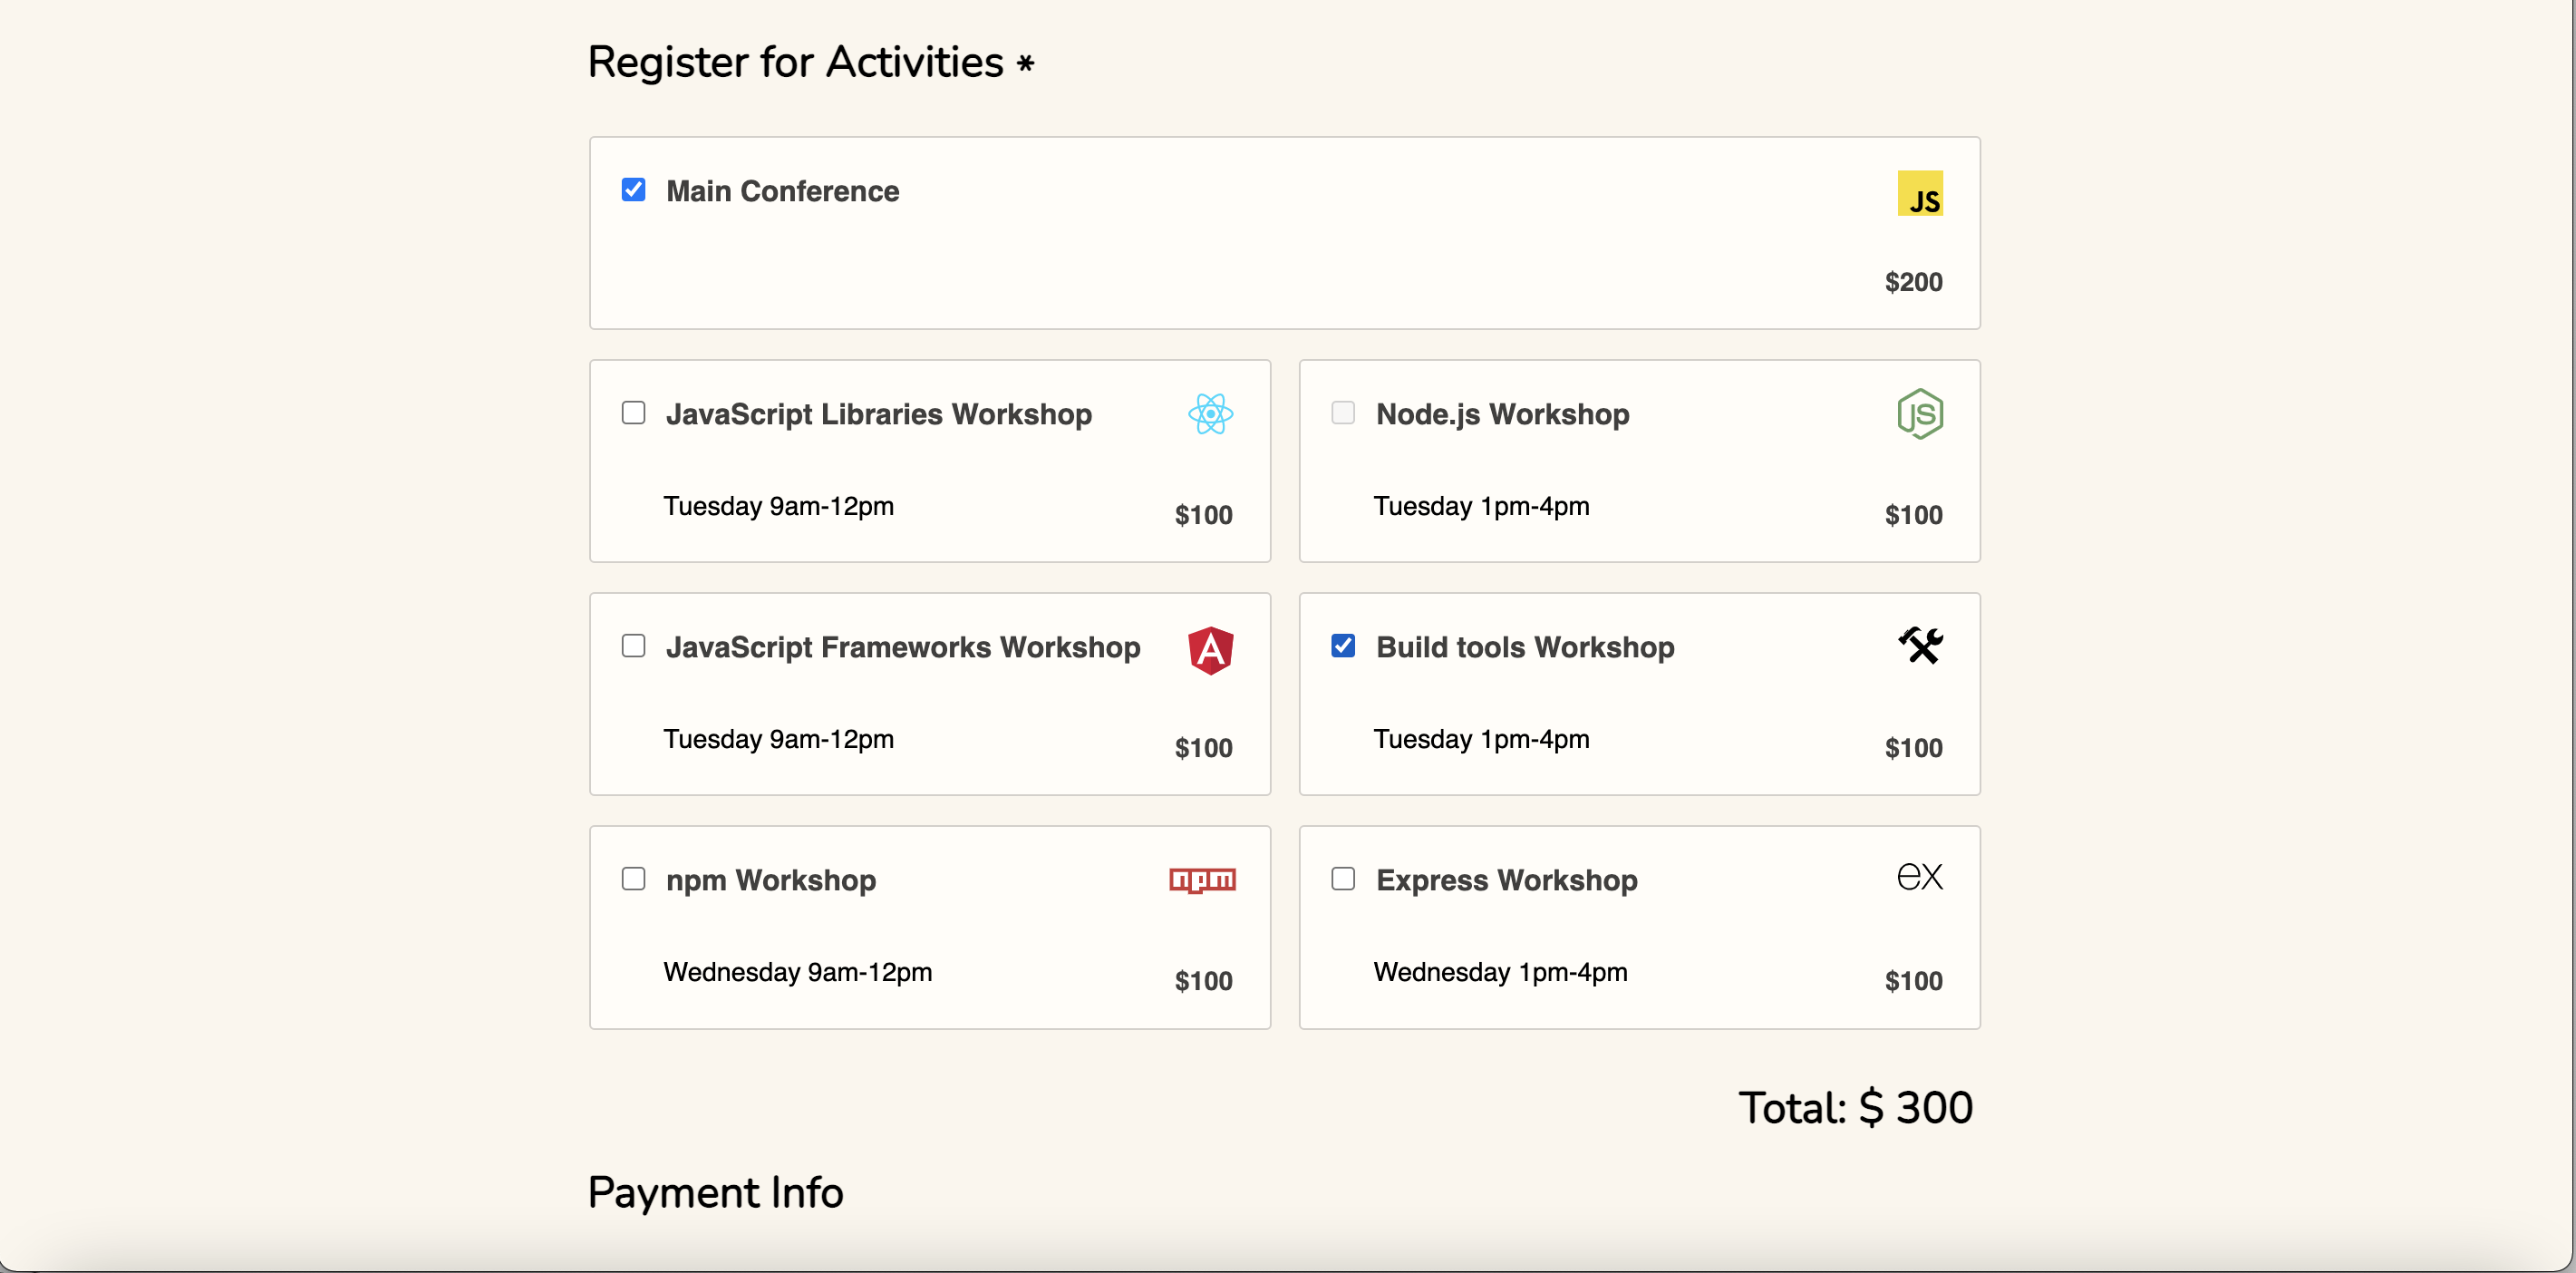 Register for Activities *
Main Conference
JS
$200
JavaScript Libraries Workshop
Tuesday 9am-12pm
$100
Node.js Workshop
JS
Tuesday 1pm-4pm
$100
JavaScript Frameworks Workshop
A
Tuesday 9am-12pm
$100
Build tools Workshop
Tuesday 1pm-4pm
$100
npm Workshop
npm
Wednesday 9am-12pm
$100
Express Workshop
ex
Wednesday 1pm-4pm
$100
Total: $ 300
Payment Info